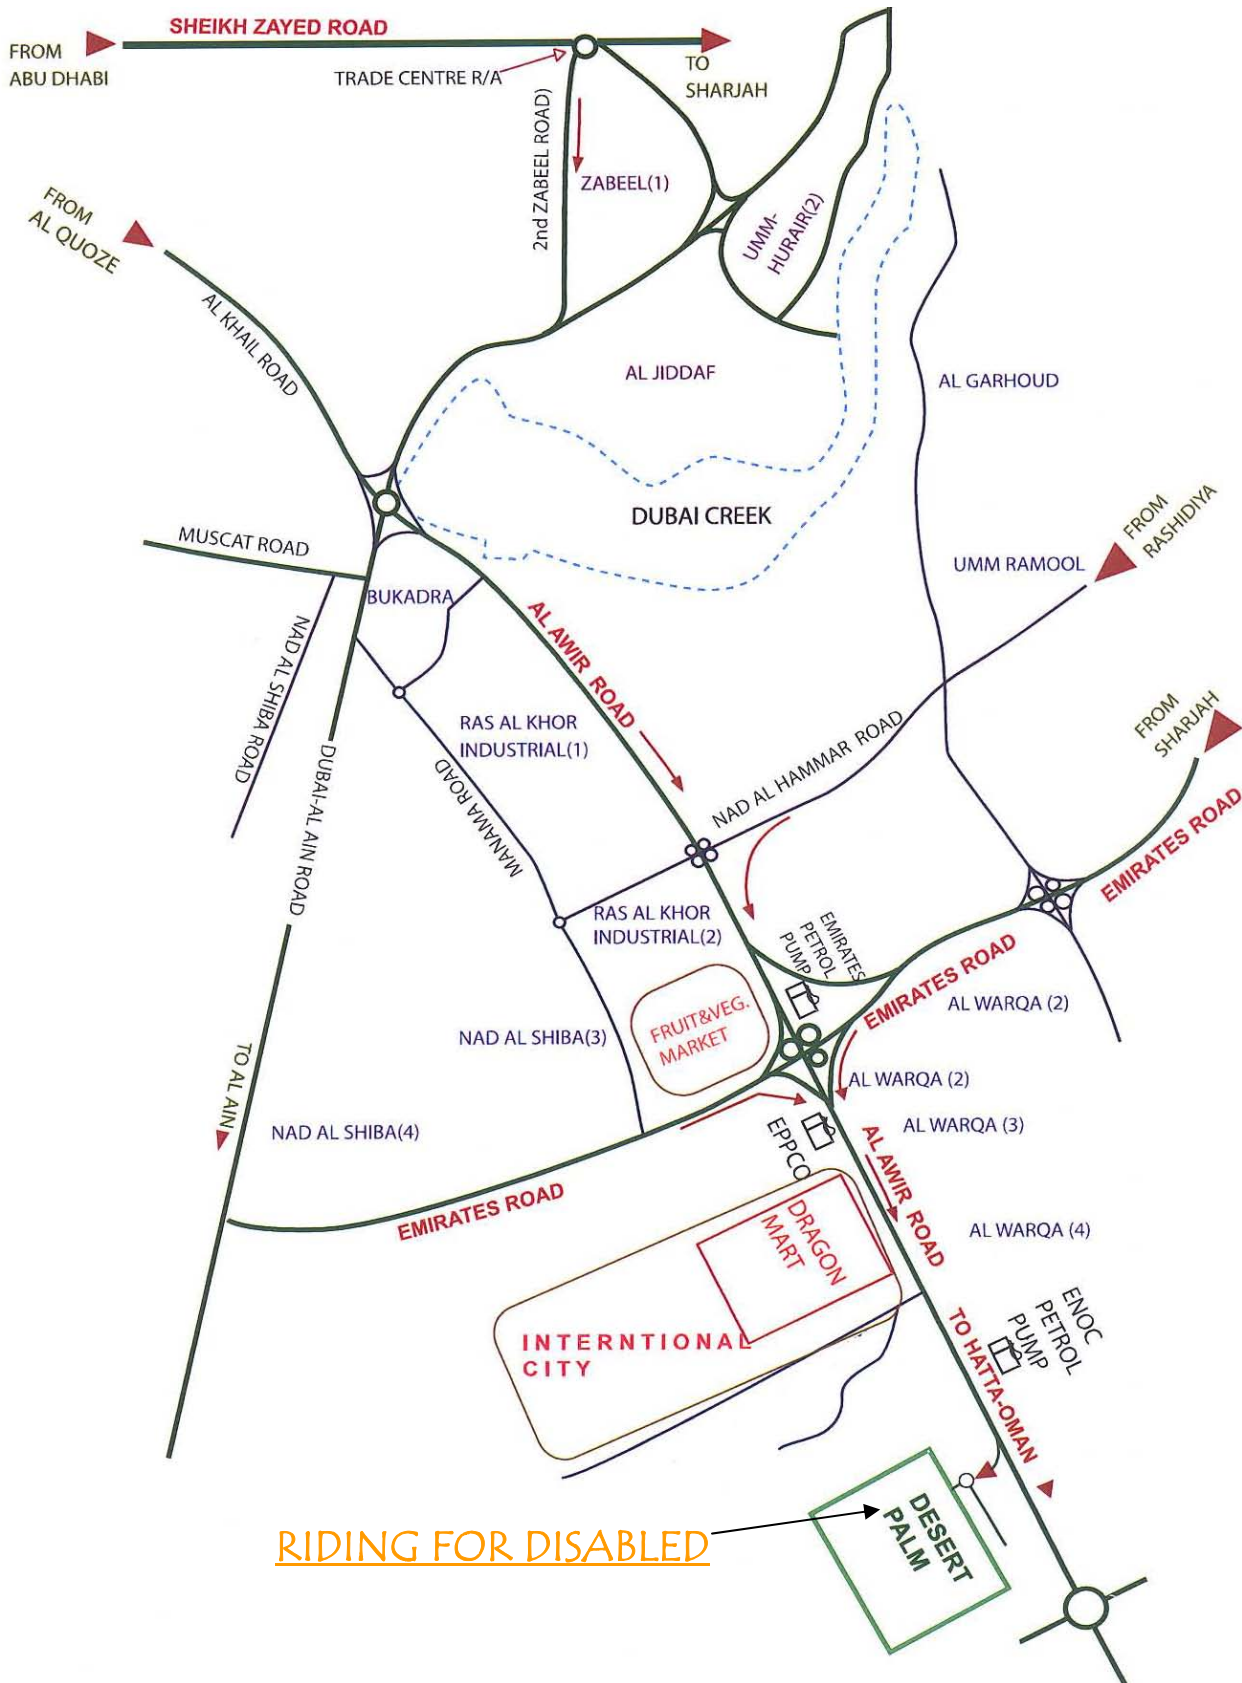 SHEIKH ZAYED ROAD
FROM
ABU DHABI
TRADE CENTRE R/A
TO
SHARJAH
2nd ZABEEL ROAD)
ZABEEL(1)
UMM-
HURAIR(2)
FROM
AL QUOZE
AL KHAIL ROAD
AL JIDDAF
AL GARHOUD
DUBAI CREEK
FROM
RASHIDIYA
MUSCAT ROAD
UMM RAMOOL
BUKADRA
AL AWIR ROAD
NAD AL SHIBA ROAD
RAS AL KHOR
INDUSTRIAL(1)
FROM
SHARJAH
NAD AL HAMMAR ROAD
MANAMA ROAD
DUBAI-AL AIN ROAD
EMIRATES ROAD
RAS AL KHOR
INDUSTRIAL(2)
EMIRATES
PETROL
PUMP
EMIRATES ROAD
AL WARQA (2)
FRUIT&VEG.
MARKET
NAD AL SHIBA(3)
TO AL AIN
AL WARQA (2)
NAD AL SHIBA(4)
EPPCO
AL WARQA (3)
AL AWIR ROAD
EMIRATES ROAD
DRAGON
MART
AL WARQA (4)
INTERNTIONAL
CITY
TO HATTA-OMAN
ENOC
PETROL
PUMP
RIDING FOR DISABLED
DESERT
PALM